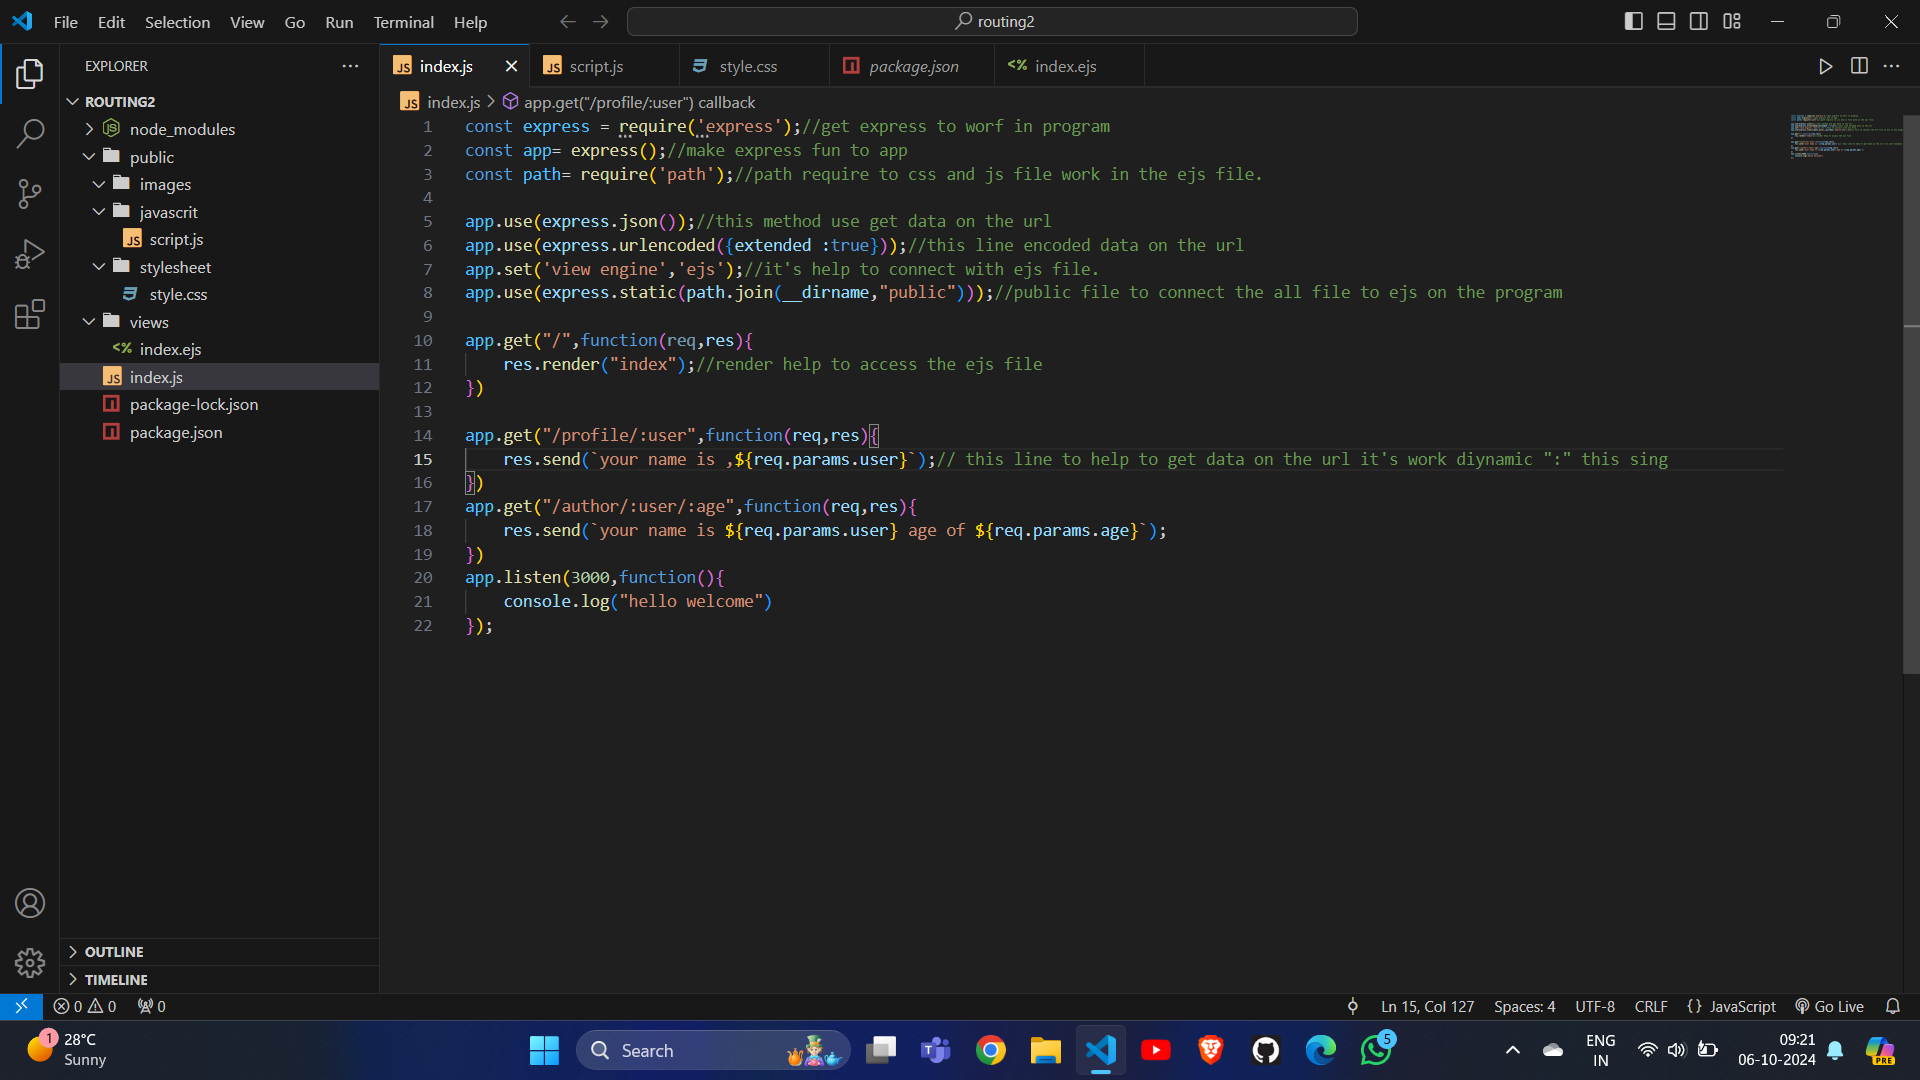 File Edit Selection View Go Run Terminal Help
routing2
EXPLORER
ROUTING2
node_modules
public
images
javascrit
script.js
stylesheet
style.css
views
index.ejs
index.js
package-lock.json
package.json
OUTLINE
TIMELINE
index.js script.js style.css package.json index.ejs
index.js > app.get("/profile/:user") callback
1 const express = require('express');//get express to worf in program
2 const app= express();//make express fun to app
3 const path= require('path');//path require to css and js file work in the ejs file.
4
5 app.use(express.json());//this method use get data on the url
6 app.use(express.urlencoded({extended :true}));//this line encoded data on the url
7 app.set('view engine','ejs');//it's help to connect with ejs file.
8 app.use(express.static(path.join(__dirname,"public")));//public file to connect the all file to ejs on the program
9
10 app.get("/",function(req,res){
11 res.render("index");//render help to access the ejs file
12 })
13
14 app.get("/profile/:user",function(req,res){
15 res.send(`your name is ,${req.params.user}`);// this line to help to get data on the url it's work diynamic ":" this sing
16 })
17 app.get("/author/:user/:age",function(req,res){
18 res.send(`your name is ${req.params.user} age of ${req.params.age}`);
19 })
20 app.listen(3000,function(){
21 console.log("hello welcome")
22 });
0 0 0 Ln 15, Col 127 Spaces: 4 UTF-8 CRLF {} JavaScript Go Live
1 28°C
Sunny
Search
5
ENG
IN
09:21
06-10-2024
PRE